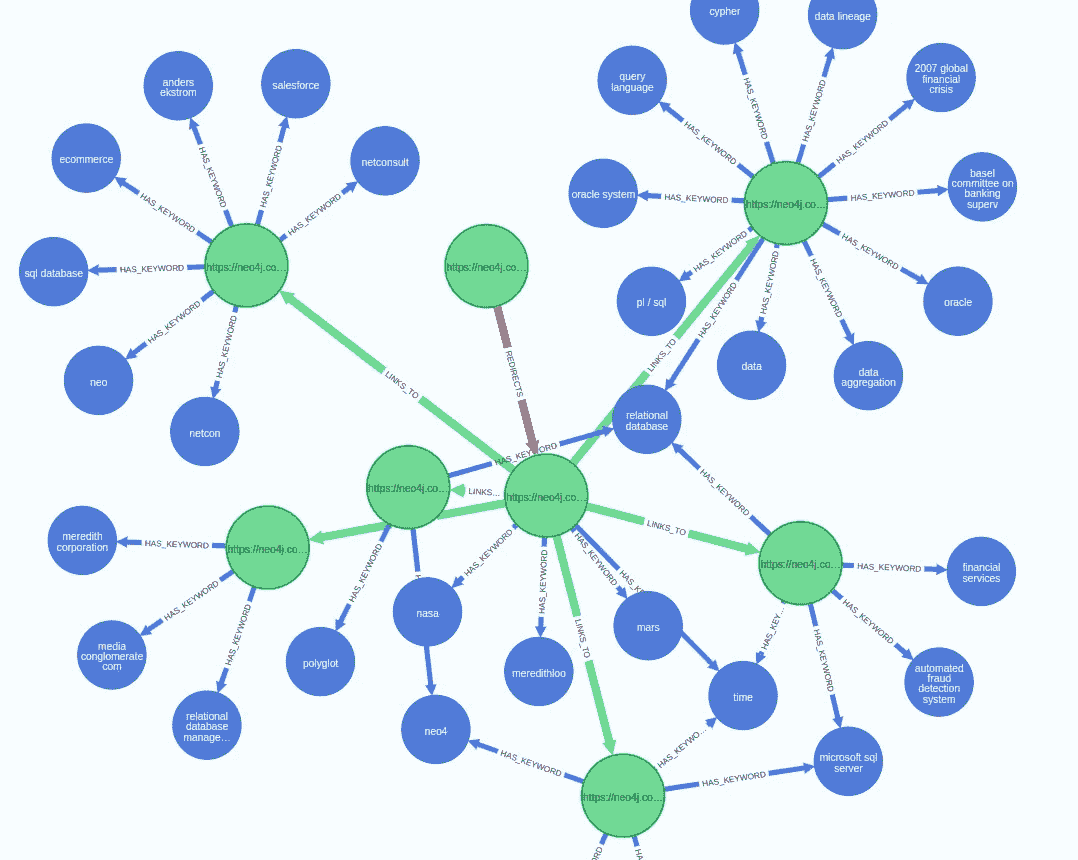 cypher
data lineage
anders
ekstrom
salesforce
query
language
2007 global
financial
crisis
HAS_KEYWORD
HAS_KEYWORD
HAS_KEYWORD
HAS_KEYWORD
ecommerce
netconsult
HAS_KEYWORD
HAS_KEYWORD
HAS_KEYWORD
HAS_KEYWORD
oracle system
HAS_KEYWORD
https://neo4j.co...
HAS_KEYWORD
basel
committee on
banking
superv
sql database
HAS_KEYWORD
https://neo4j.co...
https://neo4j.co...
HAS_KEYWORD
HAS_KEYWORD
HAS_KEYWORD
HAS_KEYWORD
HAS_KEYWORD
pl / sql
oracle
HAS_KEYWORD
HAS_KEYWORD
LINKS_TO
neo
LINKS_TO
REDIRECTS
data
data
aggregation
netcon
relational
database
HAS_KEYWORD
https://neo4j.co...
LINKS...
https://neo4j.co...
HAS_KEYWORD
LINKS_TO
meredith
corporation
HAS_KEYWORD
https://neo4j.co...
https://neo4j.co...
HAS_KEYWORD
financial
services
HAS_KEYWORD
HAS_KEYWORD
HAS_KEYWORD
HAS_KEYWORD
HAS_KEYWORD
HAS_K
nasa
mars
HAS_KEY...
HAS_KEYWORD
HAS_KEYWORD
HAS_KEYWORD
LINKS_TO
media
conglomerate
com
polyglot
meredithloo
automated
fraud
detection
system
time
relational
database
manage...
neo4
HAS_KEYWORD
HAS_KEYWO...
HAS_KEYWORD
microsoft sql
server
https://neo4j.co...
ORD
HA